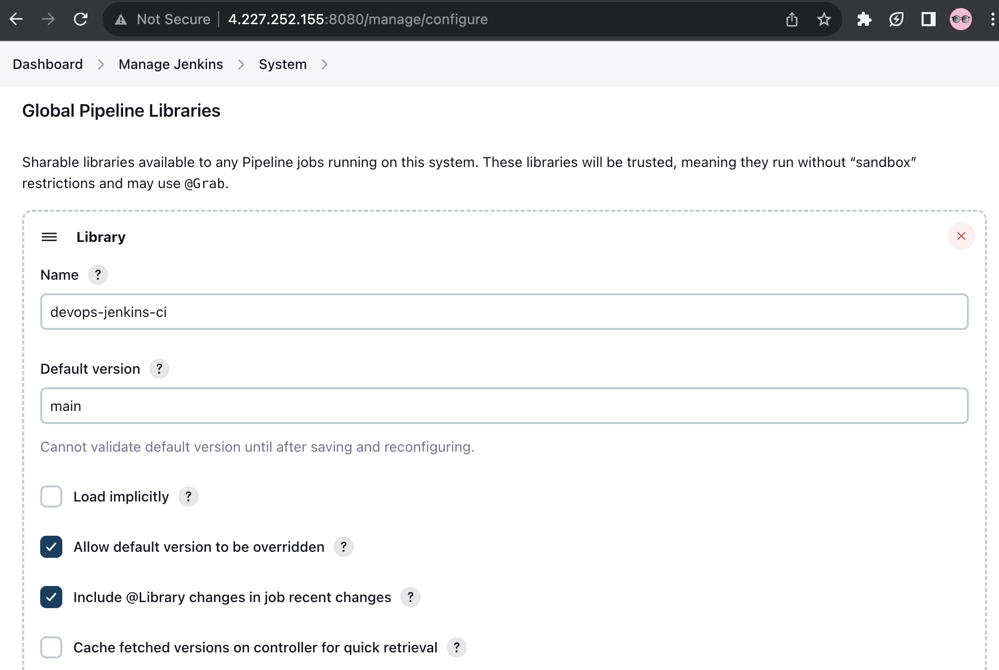 Not Secure 4.227.252.155:8080/manage/configure
Dashboard Manage Jenkins System
Global Pipeline Libraries
Sharable libraries available to any Pipeline jobs running on this system. These libraries will be trusted, meaning they run without “sandbox”
restrictions and may use @Grab.
Library
Name ?
devops-jenkins-ci
Default version ?
main
Cannot validate default version until after saving and reconfiguring.
Load implicitly ?
Allow default version to be overridden ?
Include @Library changes in job recent changes ?
Cache fetched versions on controller for quick retrieval ?